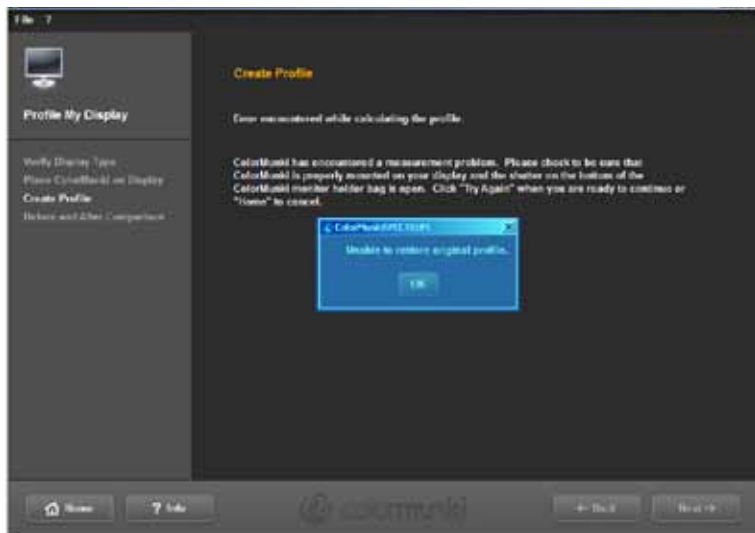 File ?
Create Profile
Profile My Display
Error encountered while calculating the profile.
Verify Display Type
Place ColorMunki on Display
Create Profile
Before and After Comparison
ColorMunki has encountered a measurement problem. Please check to be sure that
ColorMunki is properly mounted on your display and the shutter on the bottom of the
ColorMunki monitor holder bag is open. Click "Try Again" when you are ready to continue or
"Home" to cancel.
Unable to restore original profile.
OK
Home
? Info
colormunki
← Back
Next →